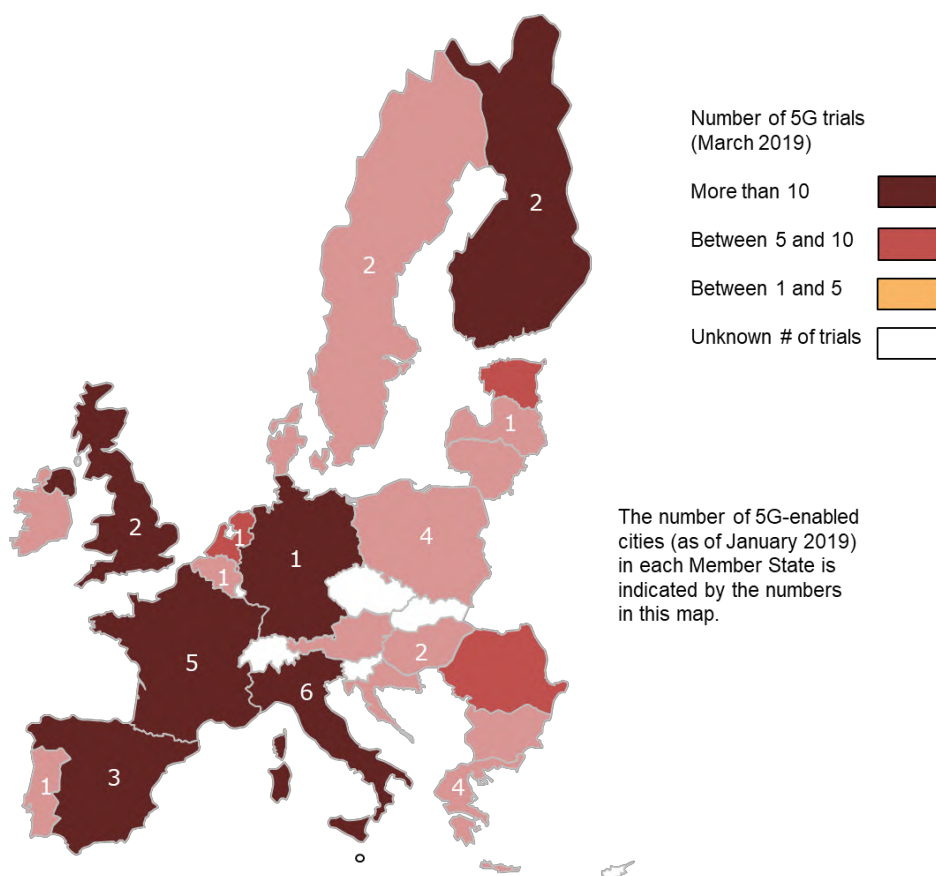 Number of 5G trials
(March 2019)
More than 10
Between 5 and 10
Between 1 and 5
Unknown # of trials
2
2
1
2
The number of 5G-enabled
cities (as of January 2019)
in each Member State is
indicated by the numbers
in this map.
1
4
1
1
2
5
6
3
1
4